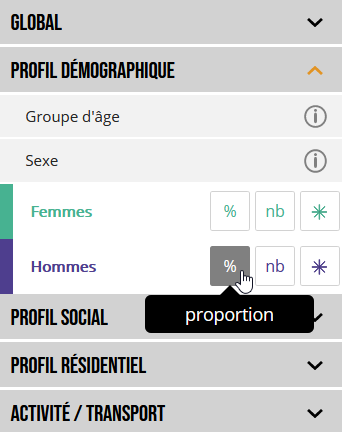 GLOBAL
PROFIL DÉMOGRAPHIQUE
Groupe d'âge
Sexe
Femmes % nb
Hommes % nb
proportion
PROFIL SOCIAL
PROFIL RÉSIDENTIEL
ACTIVITÉ / TRANSPORT